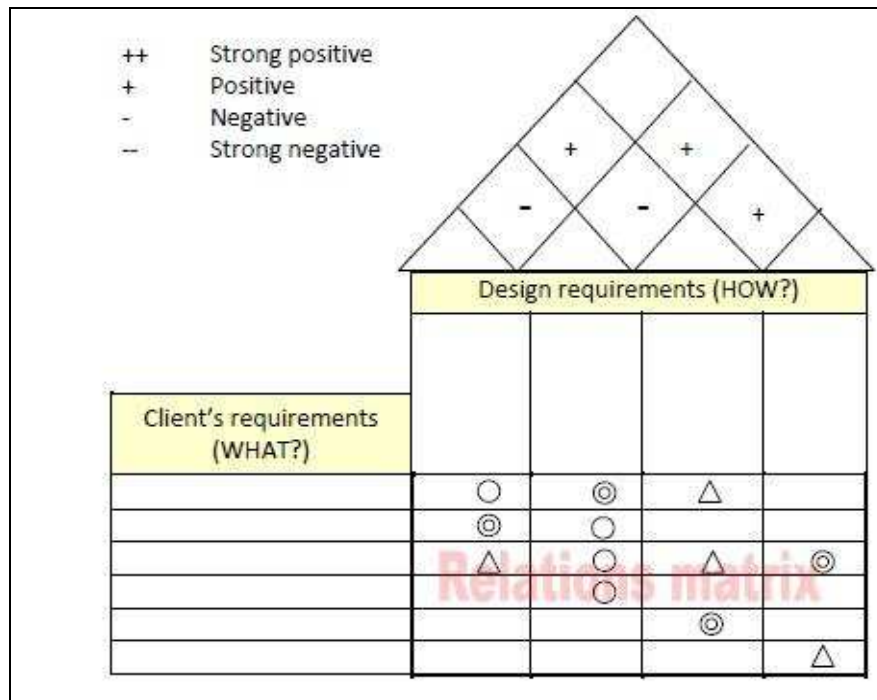 ++ Strong positive
+ Positive
- Negative
-- Strong negative
+ +
- - +
Design requirements (HOW?)
Client's requirements
(WHAT?)
○ ◎ △
◎ ○
△ ○ △ ◎
Relations matrix
○
◎
△